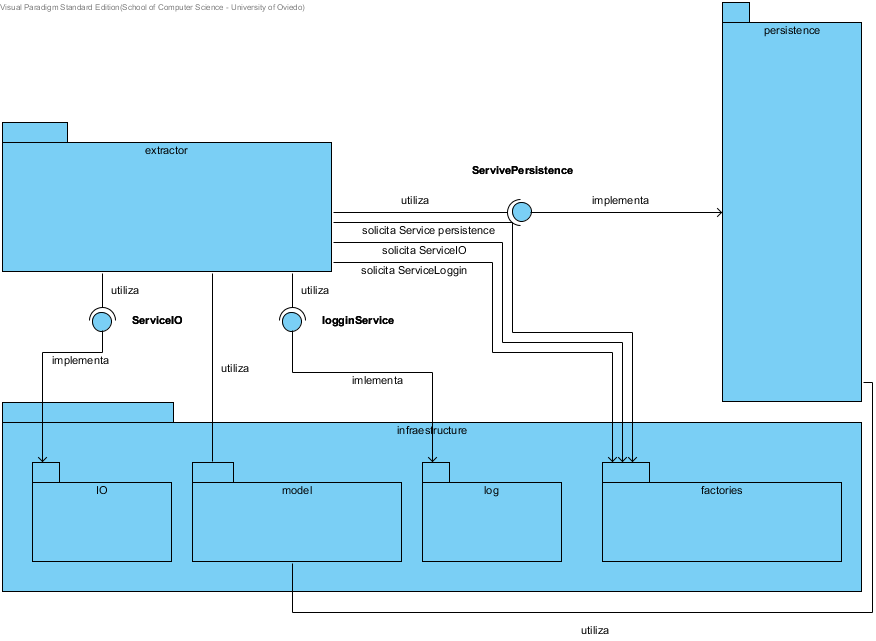 Visual Paradigm Standard Edition(School of Computer Science - University of Oviedo)
persistence
extractor
ServivePersistence
utiliza
implementa
solicita Service persistence
solicita ServiceIO
solicita ServiceLoggin
utiliza
utiliza
ServiceIO
logginService
implementa
utiliza
imlementa
infraestructure
IO
model
log
factories
utiliza